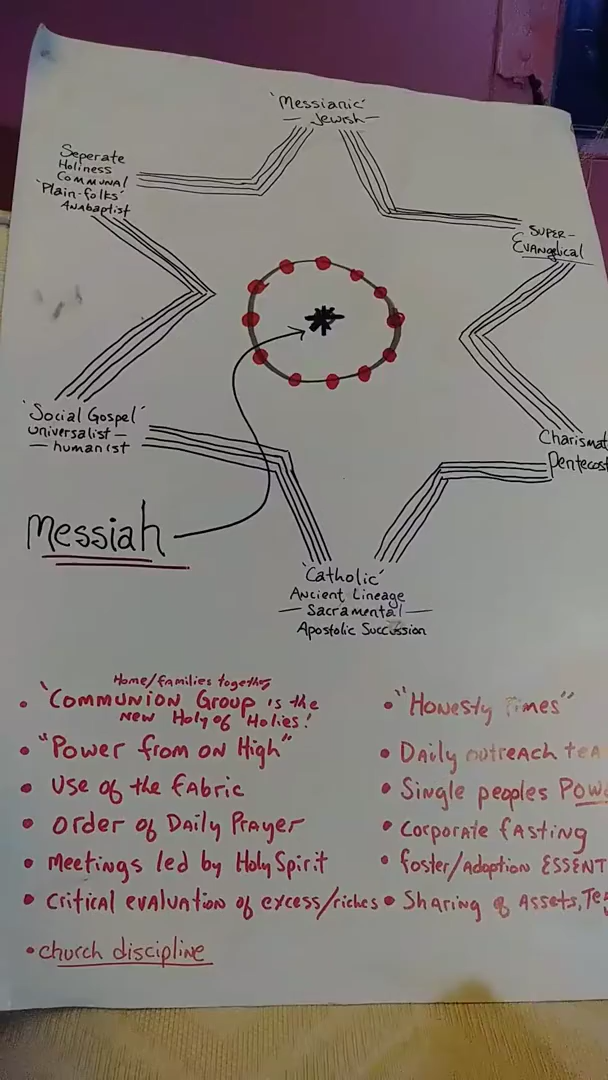 'Messianic'
— Jewish —
Seperate
Holiness
Communal
'Plain-folks'
Anabaptist
SUPER-
Evangelical
'Social Gospel'
universalist —
— humanist
Charismat
Pentecost
Messiah
'Catholic'
Ancient Lineage
— Sacramental —
Apostolic Succession
Home/families together
• "Communion Group is the
new Holy of Holies!
• "Power from on High"
• Use of the fabric
• Order of Daily Prayer
• Meetings led by Holy Spirit
• Critical evaluation of excess/riches
• church discipline
• "Honesty Times"
• Daily outreach tea
• Single peoples Pow
• Corporate fasting
• foster/Adoption ESSENT
• Sharing of Assets,